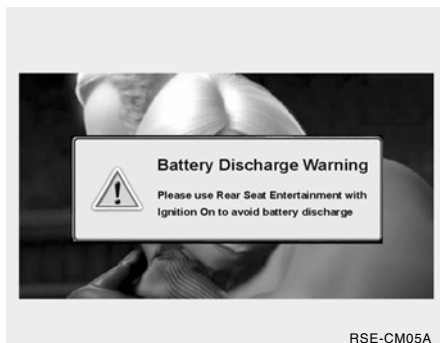 Battery Discharge Warning
Please use Rear Seat Entertainment with
Ignition On to avoid battery discharge
RSE-CM05A